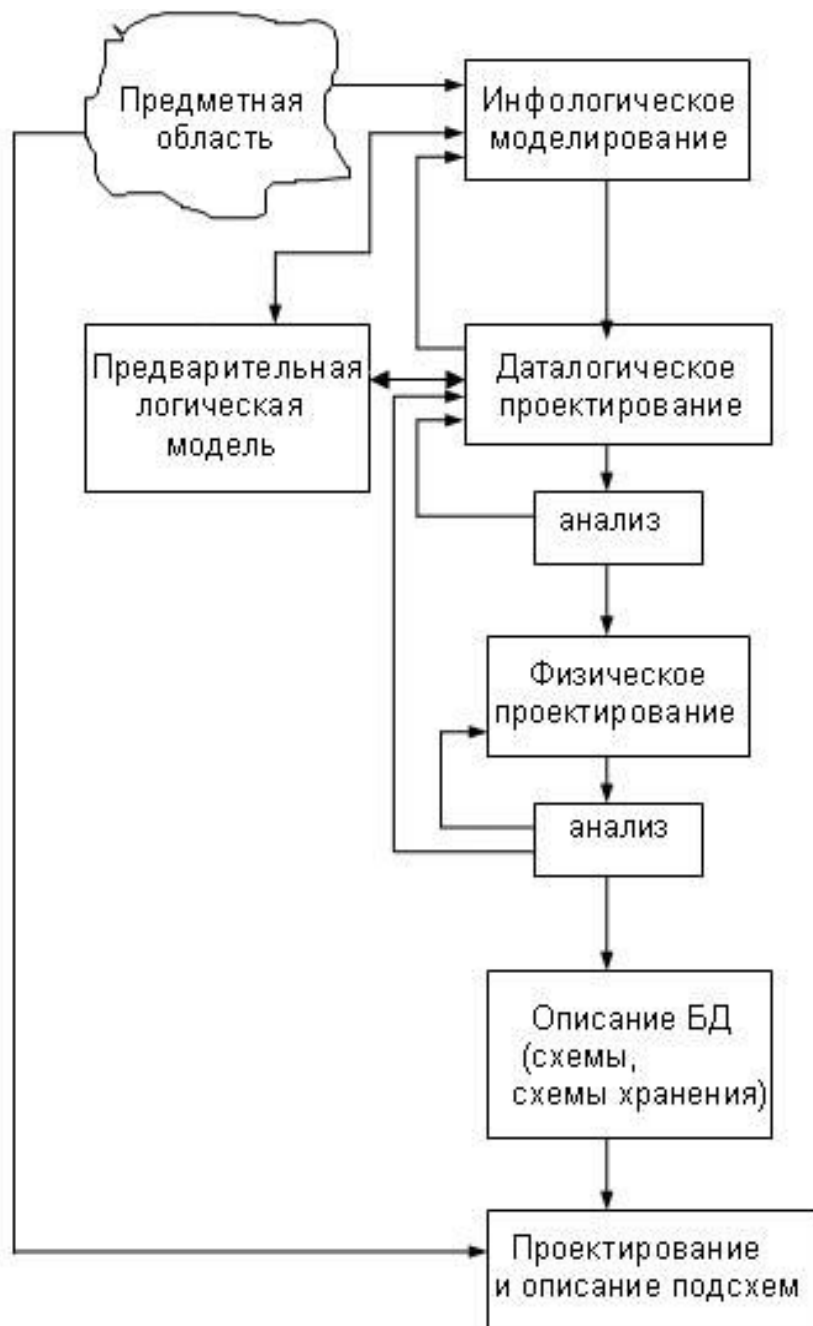 Предметная
область
Инфологическое
моделирование
Предварительная
логическая
модель
Даталогическое
проектирование
анализ
Физическое
проектирование
анализ
Описание БД
(схемы,
схемы хранения)
Проектирование
и описание подсхем